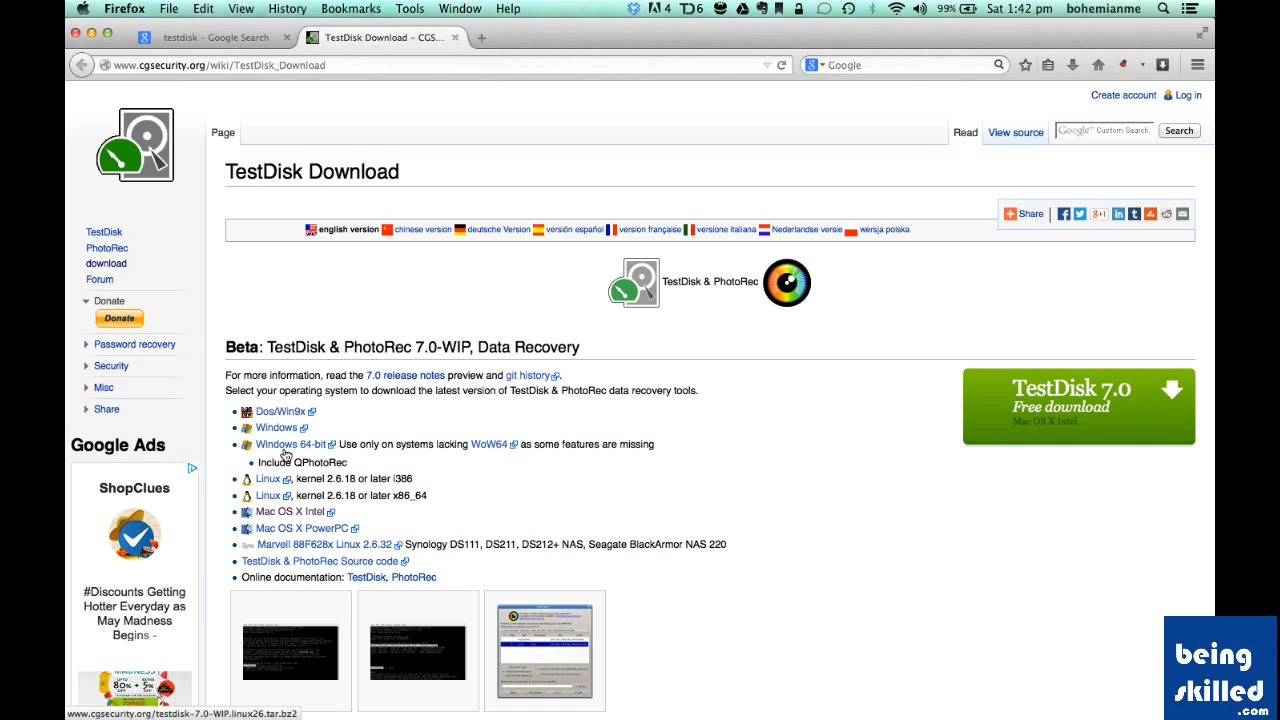 Firefox File Edit View History Bookmarks Tools Window Help 4 6 99% Sat 1:42 pm bohemianme
testdisk – Google Search
TestDisk Download – CGS...
www.cgsecurity.org/wiki/TestDisk_Download
Google
Create account Log in
Page
Read View source
Google™ Custom Search
Search
TestDisk Download
Share
english version chinese version deutsche Version versión español version française versione italiana Nederlandse versie wersja polska
TestDisk
PhotoRec
download
Forum
Donate
Donate
Password recovery
Security
Misc
Share
TestDisk & PhotoRec
Beta: TestDisk & PhotoRec 7.0-WIP, Data Recovery
For more information, read the 7.0 release notes preview and git history.
Select your operating system to download the latest version of TestDisk & PhotoRec data recovery tools.
Dos/Win9x
Windows
Windows 64-bit Use only on systems lacking WoW64 as some features are missing
Include QPhotoRec
Linux, kernel 2.6.18 or later i386
Linux, kernel 2.6.18 or later x86_64
Mac OS X Intel
Mac OS X PowerPC
Marvell 88F628x Linux 2.6.32 Synology DS111, DS211, DS212+ NAS, Seagate BlackArmor NAS 220
TestDisk & PhotoRec Source code
Online documentation: TestDisk, PhotoRec
TestDisk 7.0
Free download
Mac OS X Intel
Google Ads
ShopClues
#Discounts Getting
Hotter Everyday as
May Madness
Begins -
80% +
www.cgsecurity.org/testdisk-7.0-WIP.linux26.tar.bz2
being
skilled
.com